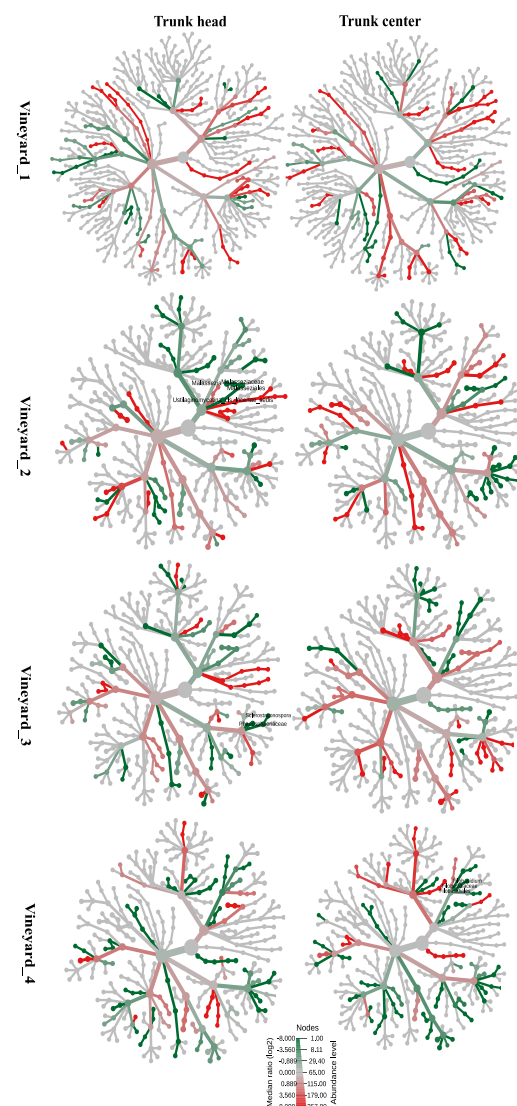 Trunk head
Trunk center
Vineyard_1
Vineyard_2
Malasseziaceae
Malasseziales
Vineyard_3
Vineyard_4
Nodes
-8.000 1.00
-3.560 8.11
-0.889 29.40
0.000 65.00
0.889 115.00
3.560 179.00
Median ratio (log2)
Abundance level